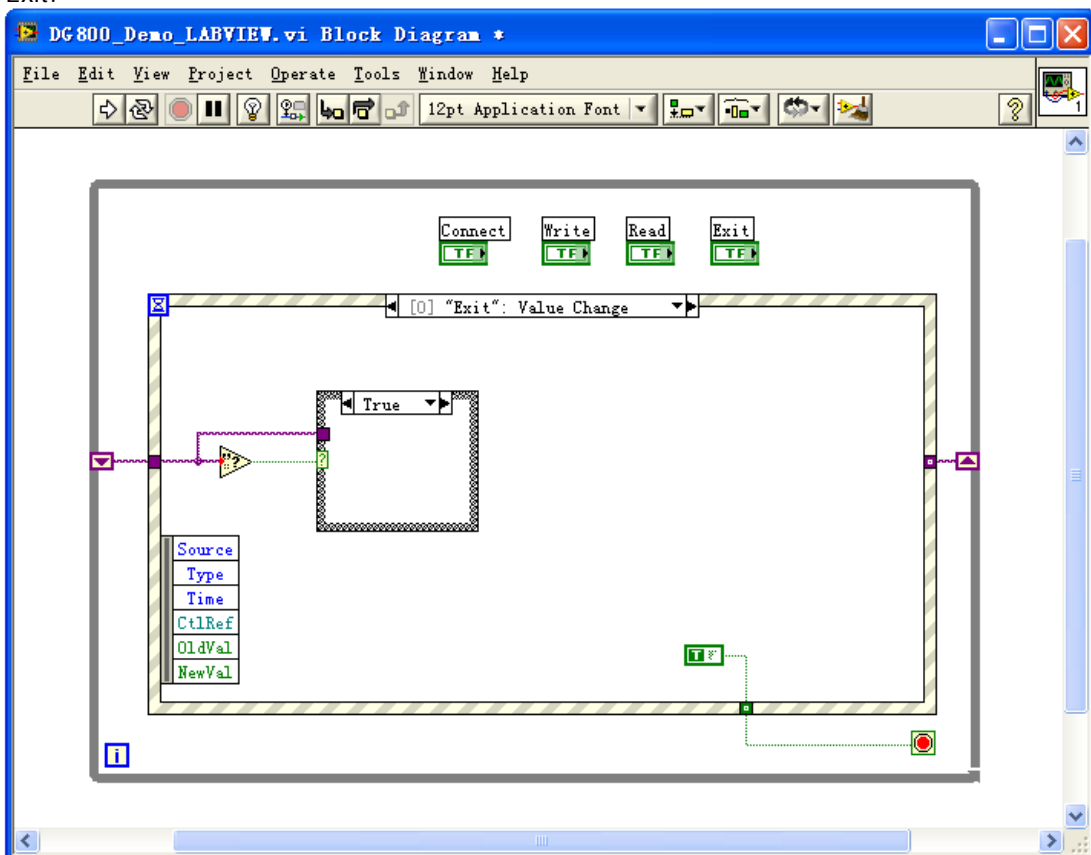 Exit:
DG800_Demo_LABVIEW.vi Block Diagram *
File Edit View Project Operate Tools Window Help
12pt Application Font
1
Connect Write Read Exit
TF TF TF TF
[0] "Exit": Value Change
True
?
?
Source
Type
Time
CtlRef
OldVal
NewVal
T
i